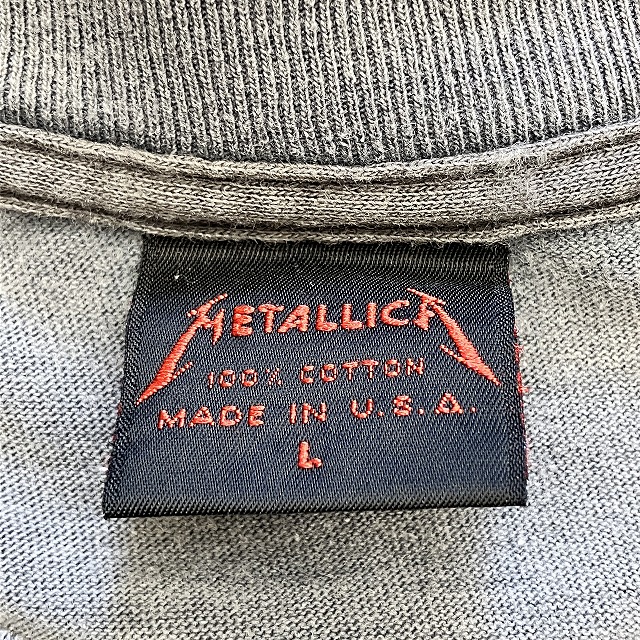 METALLICA
100% COTTON
MADE IN U.S.A.
L